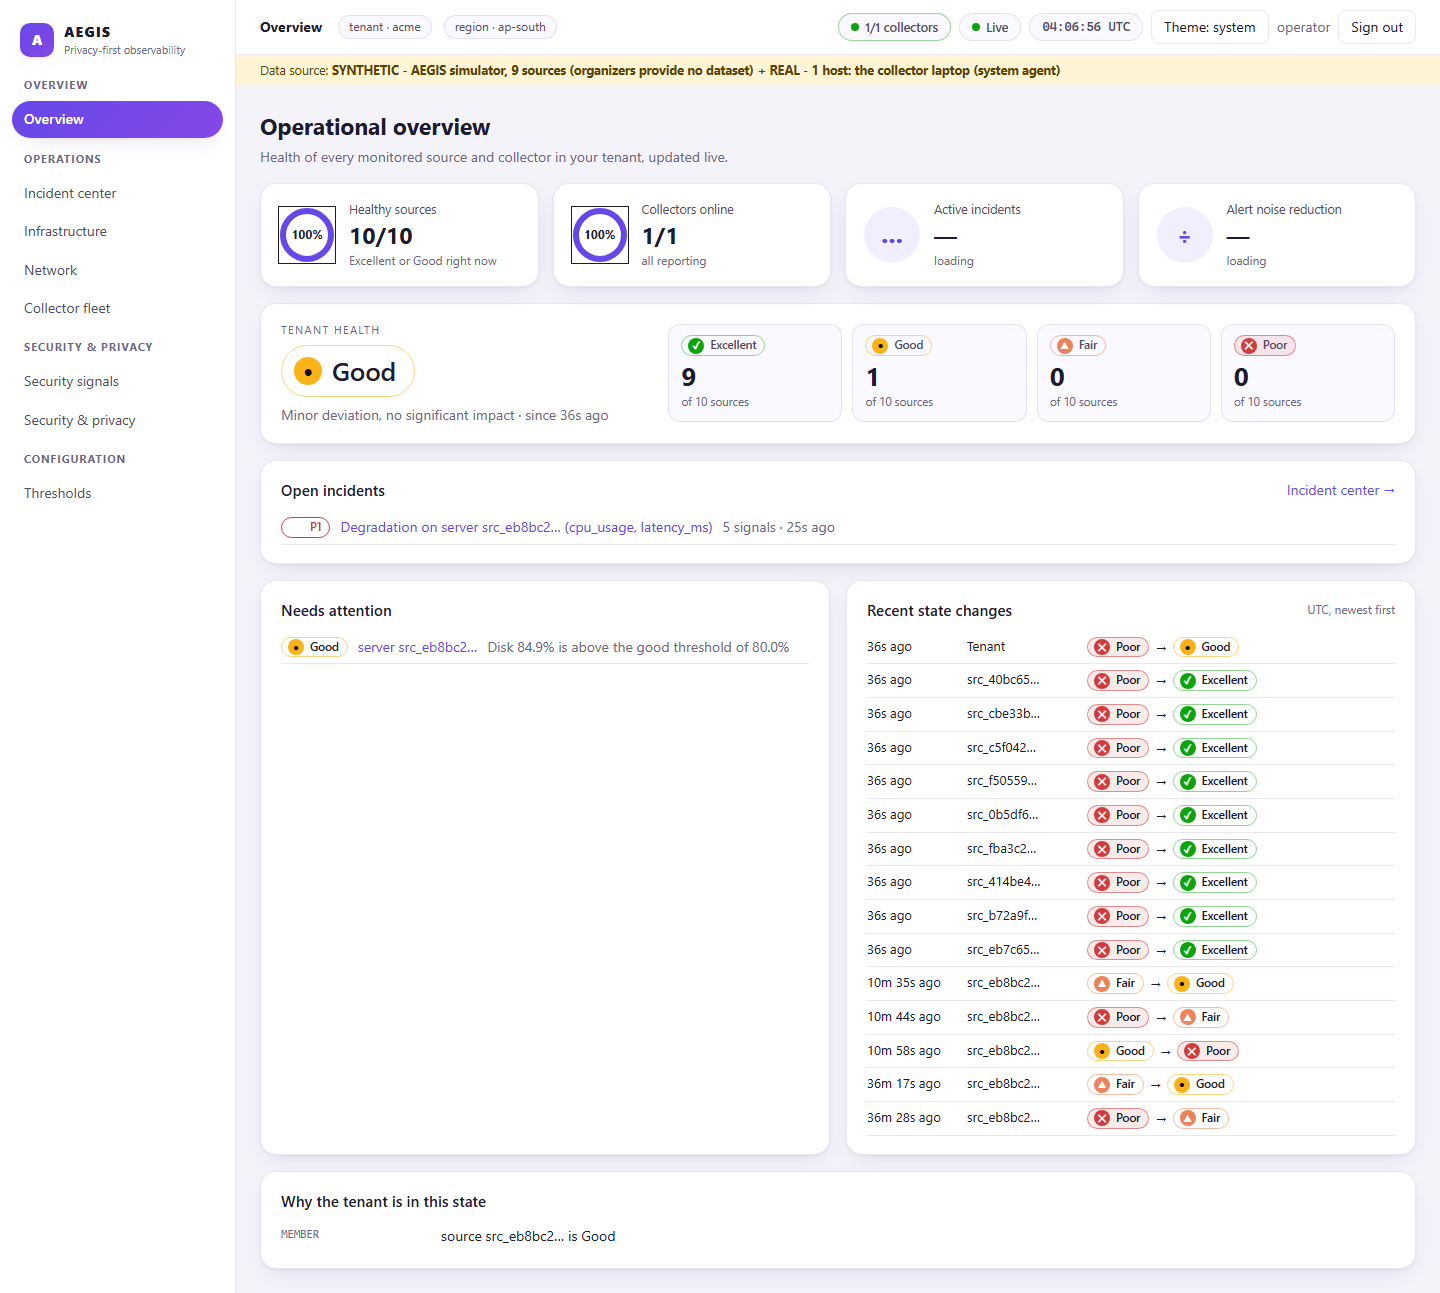 A
AEGIS
Privacy-first observability
OVERVIEW
Overview
OPERATIONS
Incident center
Infrastructure
Network
Collector fleet
SECURITY & PRIVACY
Security signals
Security & privacy
CONFIGURATION
Thresholds
Overview
tenant · acme
region · ap-south
1/1 collectors
Live
04:06:56 UTC
Theme: system
operator
Sign out
Data source: SYNTHETIC - AEGIS simulator, 9 sources (organizers provide no dataset) + REAL - 1 host: the collector laptop (system agent)
Operational overview
Health of every monitored source and collector in your tenant, updated live.
100%
Healthy sources
10/10
Excellent or Good right now
100%
Collectors online
1/1
all reporting
...
Active incidents
—
loading
÷
Alert noise reduction
—
loading
TENANT HEALTH
Good
Minor deviation, no significant impact · since 36s ago
Excellent
9
of 10 sources
Good
1
of 10 sources
Fair
0
of 10 sources
Poor
0
of 10 sources
Open incidents
Incident center →
P1 Degradation on server src_eb8bc2... (cpu_usage, latency_ms) 5 signals · 25s ago
Needs attention
Good server src_eb8bc2... Disk 84.9% is above the good threshold of 80.0%
Recent state changes
UTC, newest first
36s ago Tenant Poor → Good
36s ago src_40bc65... Poor → Excellent
36s ago src_cbe33b... Poor → Excellent
36s ago src_c5f042... Poor → Excellent
36s ago src_f50559... Poor → Excellent
36s ago src_0b5df6... Poor → Excellent
36s ago src_fba3c2... Poor → Excellent
36s ago src_414be4... Poor → Excellent
36s ago src_b72a9f... Poor → Excellent
36s ago src_eb7c65... Poor → Excellent
10m 35s ago src_eb8bc2... Fair → Good
10m 44s ago src_eb8bc2... Poor → Fair
10m 58s ago src_eb8bc2... Good → Poor
36m 17s ago src_eb8bc2... Fair → Good
36m 28s ago src_eb8bc2... Poor → Fair
Why the tenant is in this state
MEMBER source src_eb8bc2... is Good